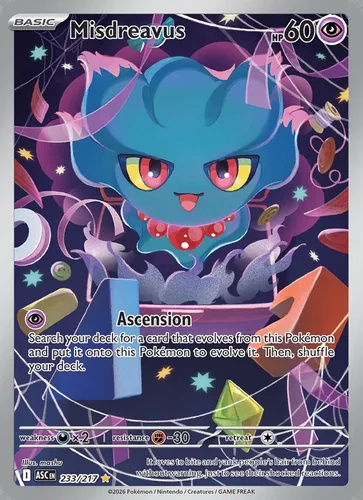 BASIC
Misdreavus
HP 60
Ascension
Search your deck for a card that evolves from this Pokémon
and put it onto this Pokémon to evolve it. Then, shuffle
your deck.
weakness ×2 resistance -30 retreat
Illus. moshu
D ASC EN 233/217
It loves to bite and yank people's hair from behind
without warning, just to see their shocked reactions.
©2026 Pokémon / Nintendo / Creatures / GAME FREAK